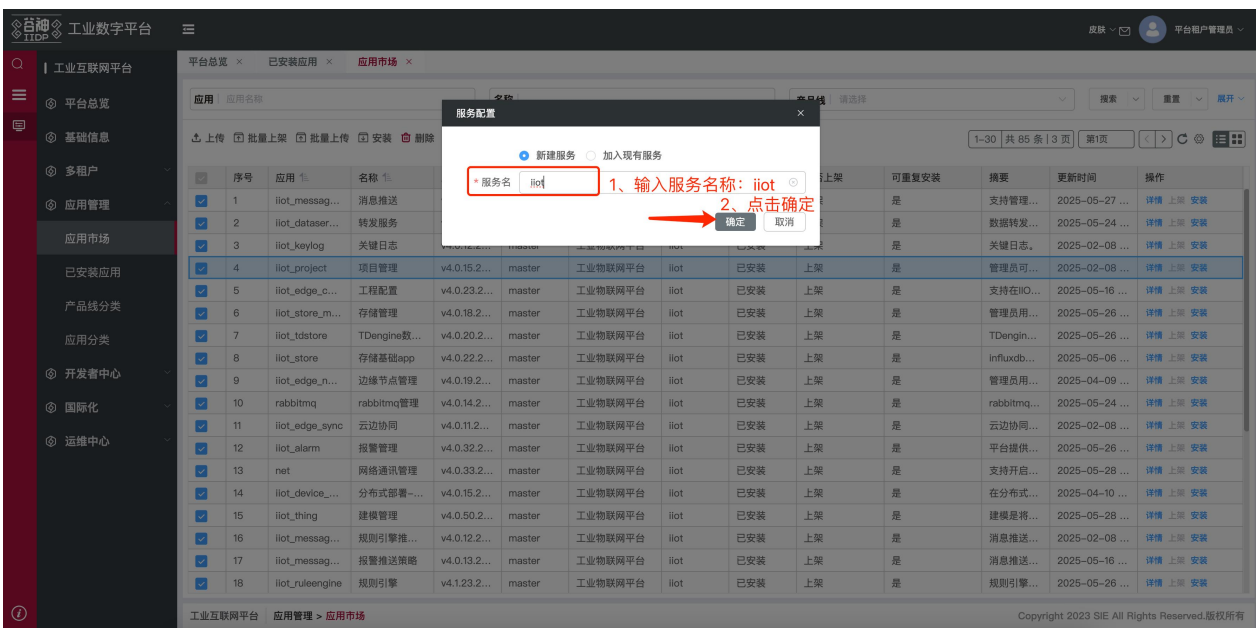 谷神 IIDP 工业数字平台 皮肤 平台租户管理员
工业互联网平台 平台总览 × 已安装应用 × 应用市场 ×
平台总览
基础信息
多租户
应用管理
应用市场
已安装应用
产品线分类
应用分类
开发者中心
国际化
运维中心
应用 应用名称 名称 产品线 请选择 搜索 重置 展开
上传 批量上架 批量上传 安装 删除 1-30 共 85 条 3 页 第1页
服务配置 ×
新建服务 加入现有服务
* 服务名 iiot
1、输入服务名称：iiot
2、点击确定
确定 取消
序号 应用 名称 上架 可重复安装 摘要 更新时间 操作
1 iiot_messag... 消息推送 是 支持管理... 2025-05-27 ... 详情 上架 安装
2 iiot_dataser... 转发服务 是 数据转发... 2025-05-24 ... 详情 上架 安装
3 iiot_keylog 关键日志 v4.0.12.2... master 工业物联网平台 iiot 已安装 上架 是 关键日志。 2025-02-08 ... 详情 上架 安装
4 iiot_project 项目管理 v4.0.15.2... master 工业物联网平台 iiot 已安装 上架 是 管理员可... 2025-02-08 ... 详情 上架 安装
5 iiot_edge_c... 工程配置 v4.0.23.2... master 工业物联网平台 iiot 已安装 上架 是 支持在IIO... 2025-05-16 ... 详情 上架 安装
6 iiot_store_m... 存储管理 v4.0.18.2... master 工业物联网平台 iiot 已安装 上架 是 管理员用... 2025-05-26 ... 详情 上架 安装
7 iiot_tdstore TDengine数... v4.0.20.2... master 工业物联网平台 iiot 已安装 上架 是 TDengin... 2025-05-26 ... 详情 上架 安装
8 iiot_store 存储基础app v4.0.22.2... master 工业物联网平台 iiot 已安装 上架 是 influxdb... 2025-05-06 ... 详情 上架 安装
9 iiot_edge_n... 边缘节点管理 v4.0.19.2... master 工业物联网平台 iiot 已安装 上架 是 管理员用... 2025-04-09 ... 详情 上架 安装
10 rabbitmq rabbitmq管理 v4.0.14.2... master 工业物联网平台 iiot 已安装 上架 是 rabbitmq... 2025-05-24 ... 详情 上架 安装
11 iiot_edge_sync 云边协同 v4.0.11.2... master 工业物联网平台 iiot 已安装 上架 是 云边协同... 2025-02-08 ... 详情 上架 安装
12 iiot_alarm 报警管理 v4.0.32.2... master 工业物联网平台 iiot 已安装 上架 是 平台提供... 2025-05-26 ... 详情 上架 安装
13 net 网络通讯管理 v4.0.33.2... master 工业物联网平台 iiot 已安装 上架 是 支持开启... 2025-05-28 ... 详情 上架 安装
14 iiot_device_... 分布式部署-... v4.0.15.2... master 工业物联网平台 iiot 已安装 上架 是 在分布式... 2025-04-10 ... 详情 上架 安装
15 iiot_thing 建模管理 v4.0.50.2... master 工业物联网平台 iiot 已安装 上架 是 建模是将... 2025-05-28 ... 详情 上架 安装
16 iiot_messag... 规则引擎推... v4.0.12.2... master 工业物联网平台 iiot 已安装 上架 是 消息推送... 2025-02-08 ... 详情 上架 安装
17 iiot_messag... 报警推送策略 v4.0.13.2... master 工业物联网平台 iiot 已安装 上架 是 消息推送... 2025-05-16 ... 详情 上架 安装
18 iiot_ruleengine 规则引擎 v4.1.23.2... master 工业物联网平台 iiot 已安装 上架 是 规则引擎... 2025-05-26 ... 详情 上架 安装
工业互联网平台 应用管理 > 应用市场 Copyright 2023 SIE All Rights Reserved.版权所有